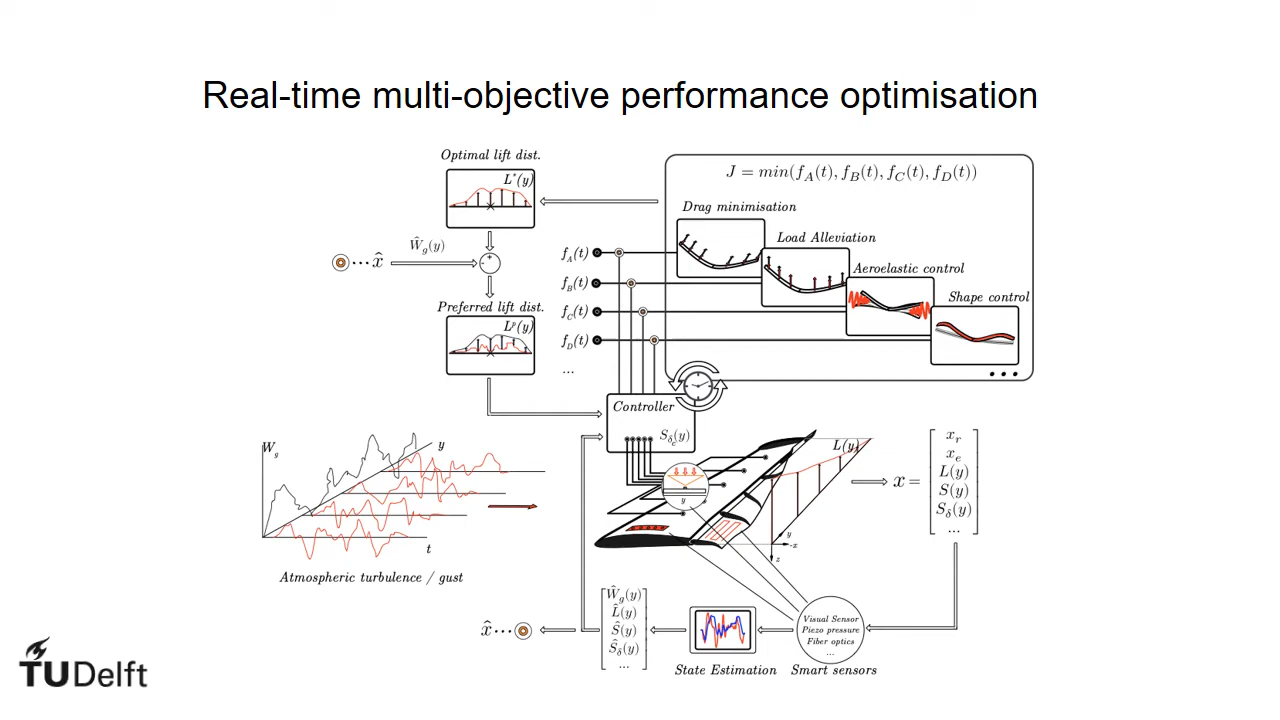 Real-time multi-objective performance optimisation
Optimal lift dist.
L*(y)
J = min(f_A(t), f_B(t), f_C(t), f_D(t))
Drag minimisation
Load Alleviation
Aeroelastic control
Shape control
...
x̂
Ŵ_g(y)
- +
f_A(t)
f_B(t)
f_C(t)
f_D(t)
...
Preferred lift dist.
L^p(y)
Controller
S_δc(y)
W_g
y
t
Atmospheric turbulence / gust
y
L(y)
y
-x
z
x =
x_r
x_e
L(y)
S(y)
S_δ(y)
...
Ŵ_g(y)
L̂(y)
Ŝ(y)
Ŝ_δ(y)
...
x̂
State Estimation
Visual Sensor
Piezo pressure
Fiber optics
...
Smart sensors
TUDelft